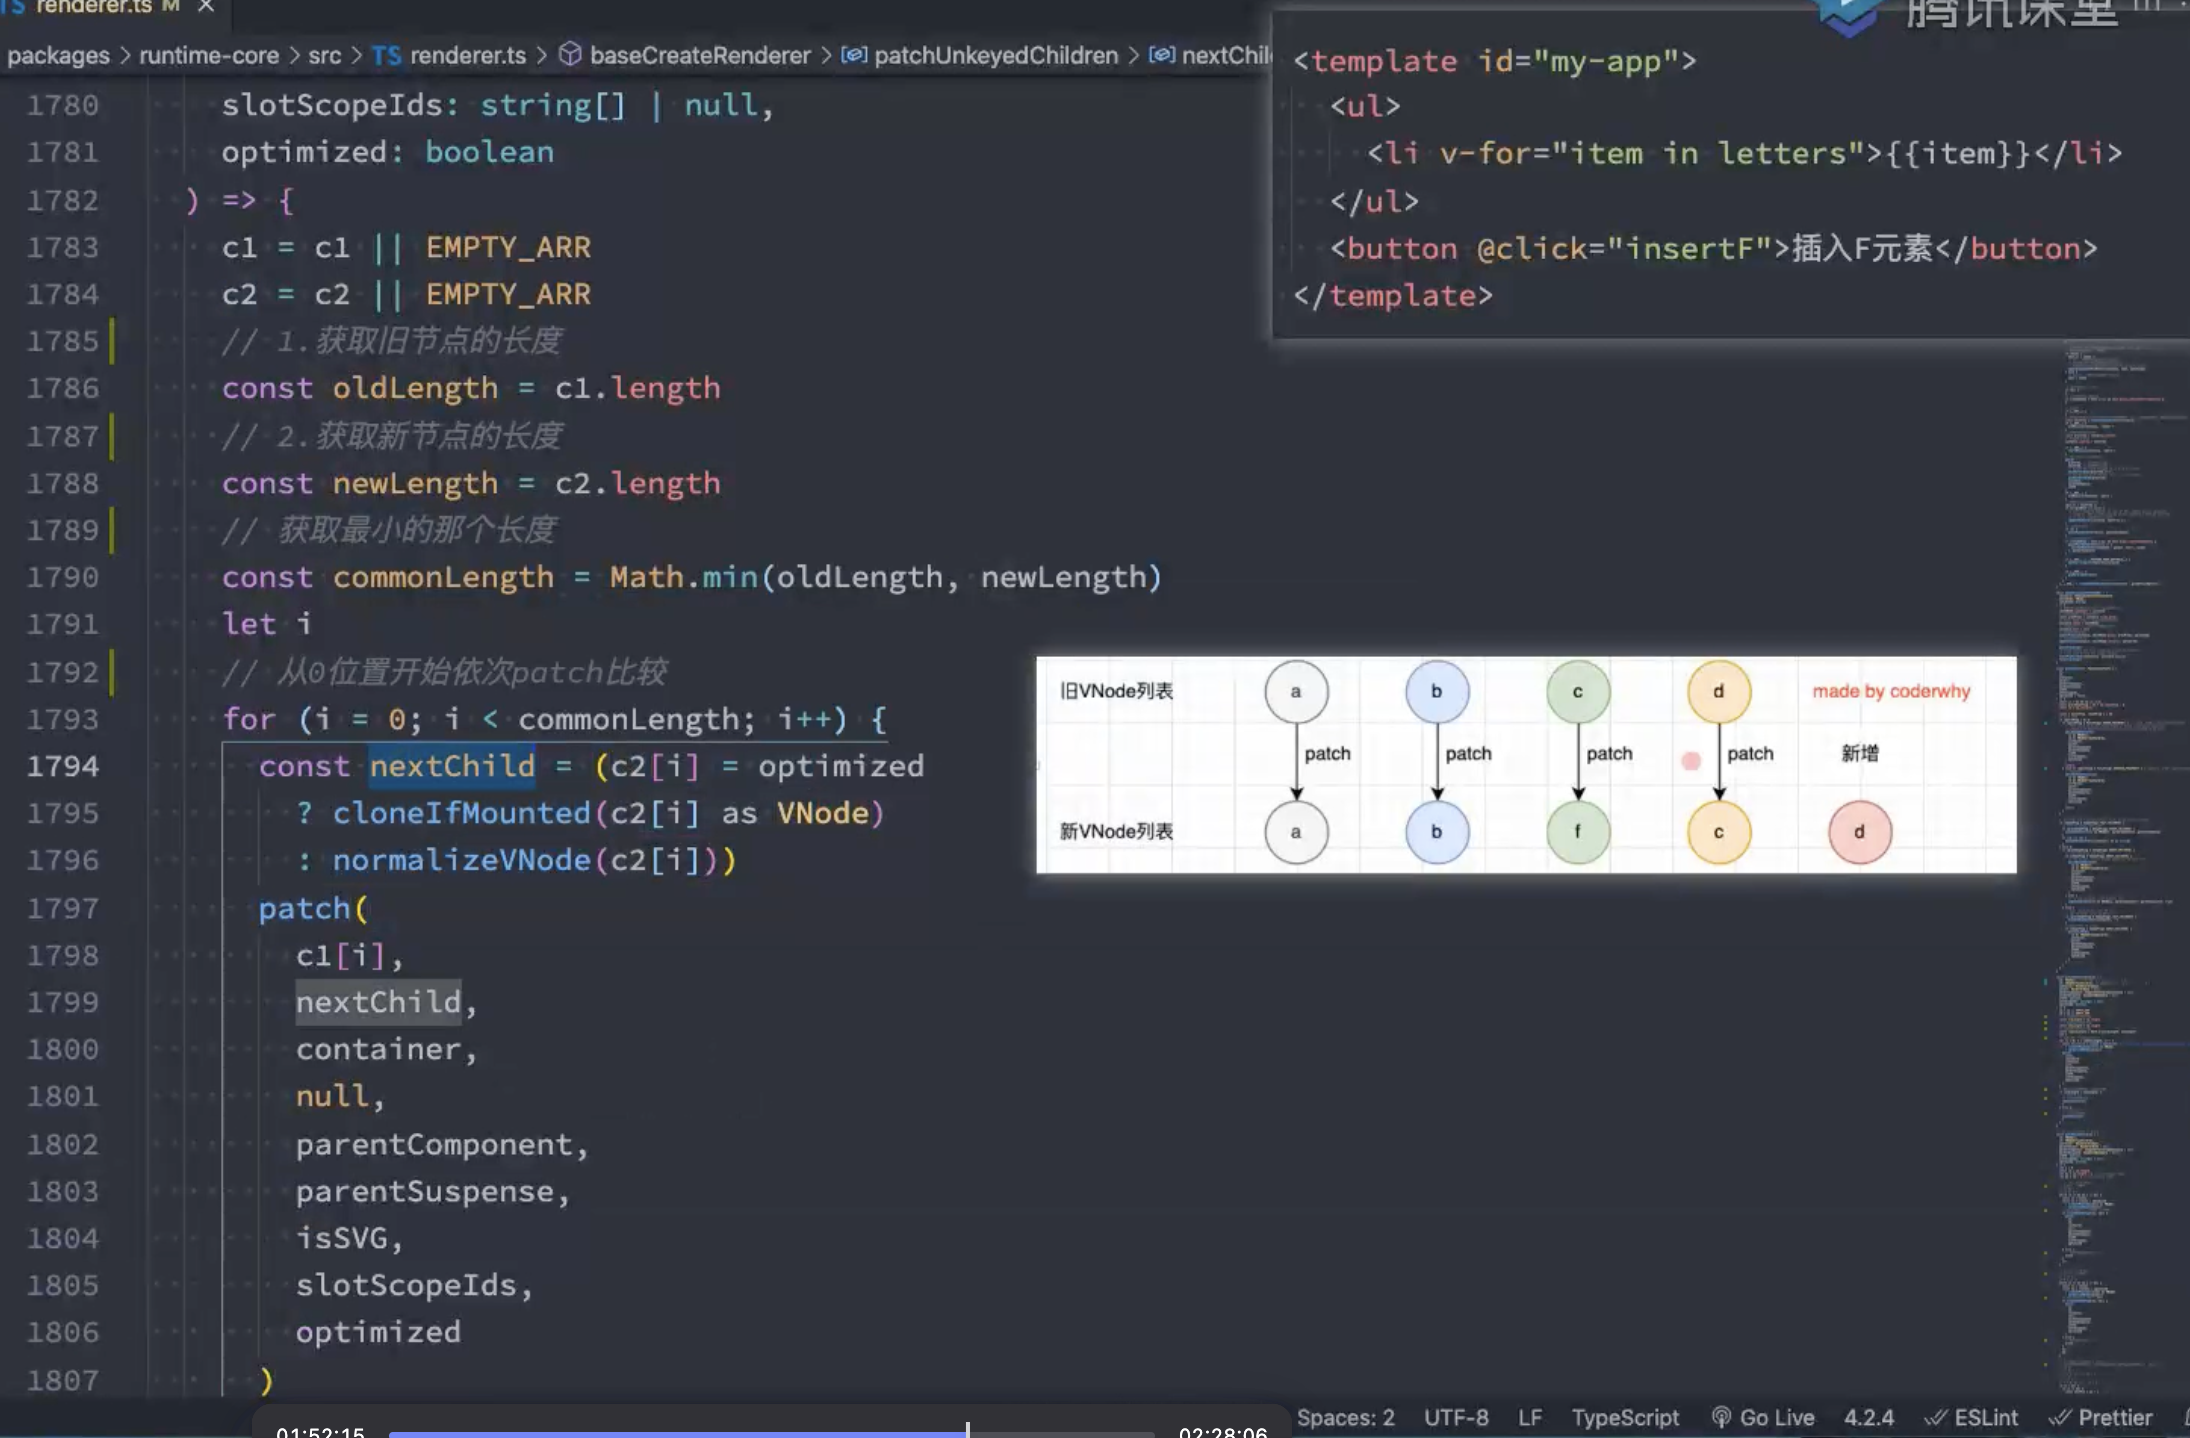 TS renderer.ts M ×
腾讯课堂
packages > runtime-core > src > TS renderer.ts > baseCreateRenderer > patchUnkeyedChildren > nextChil
<template id="my-app">
<ul>
<li v-for="item in letters">{{item}}</li>
</ul>
<button @click="insertF">插入F元素</button>
</template>
1780 slotScopeIds: string[] | null,
1781 optimized: boolean
1782 ) => {
1783 c1 = c1 || EMPTY_ARR
1784 c2 = c2 || EMPTY_ARR
1785 // 1.获取旧节点的长度
1786 const oldLength = c1.length
1787 // 2.获取新节点的长度
1788 const newLength = c2.length
1789 // 获取最小的那个长度
1790 const commonLength = Math.min(oldLength, newLength)
1791 let i
1792 // 从0位置开始依次patch比较
1793 for (i = 0; i < commonLength; i++) {
1794 const nextChild = (c2[i] = optimized
1795 ? cloneIfMounted(c2[i] as VNode)
1796 : normalizeVNode(c2[i]))
1797 patch(
1798 c1[i],
1799 nextChild,
1800 container,
1801 null,
1802 parentComponent,
1803 parentSuspense,
1804 isSVG,
1805 slotScopeIds,
1806 optimized
1807 )
旧VNode列表 a b c d made by coderwhy
patch patch patch patch 新增
新VNode列表 a b f c d
01:52:15 02:28:06
Spaces: 2 UTF-8 LF TypeScript Go Live 4.2.4 ESLint Prettier